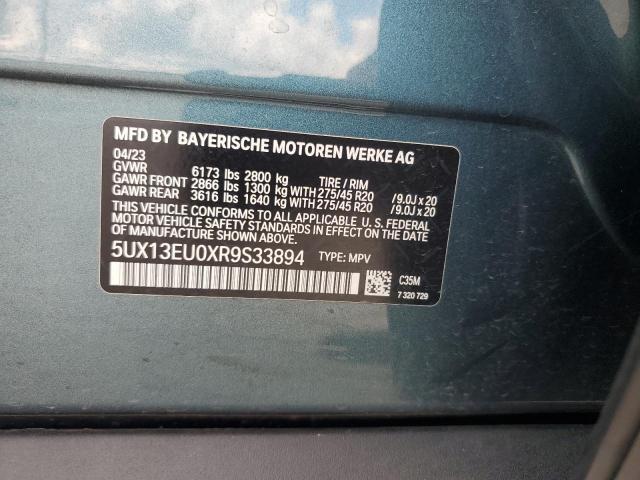 MFD BY BAYERISCHE MOTOREN WERKE AG
04/23
GVWR 6173 lbs 2800 kg TIRE / RIM
GAWR FRONT 2866 lbs 1300 kg WITH 275/45 R20 / 9.0J x 20
GAWR REAR 3616 lbs 1640 kg WITH 275/45 R20 / 9.0J x 20
THIS VEHICLE CONFORMS TO ALL APPLICABLE U.S. FEDERAL
MOTOR VEHICLE SAFETY STANDARDS IN EFFECT ON THE DATE
OF MANUFACTURE SHOWN ABOVE.
5UX13EU0XR9S33894 TYPE: MPV
C35M
7 320 729